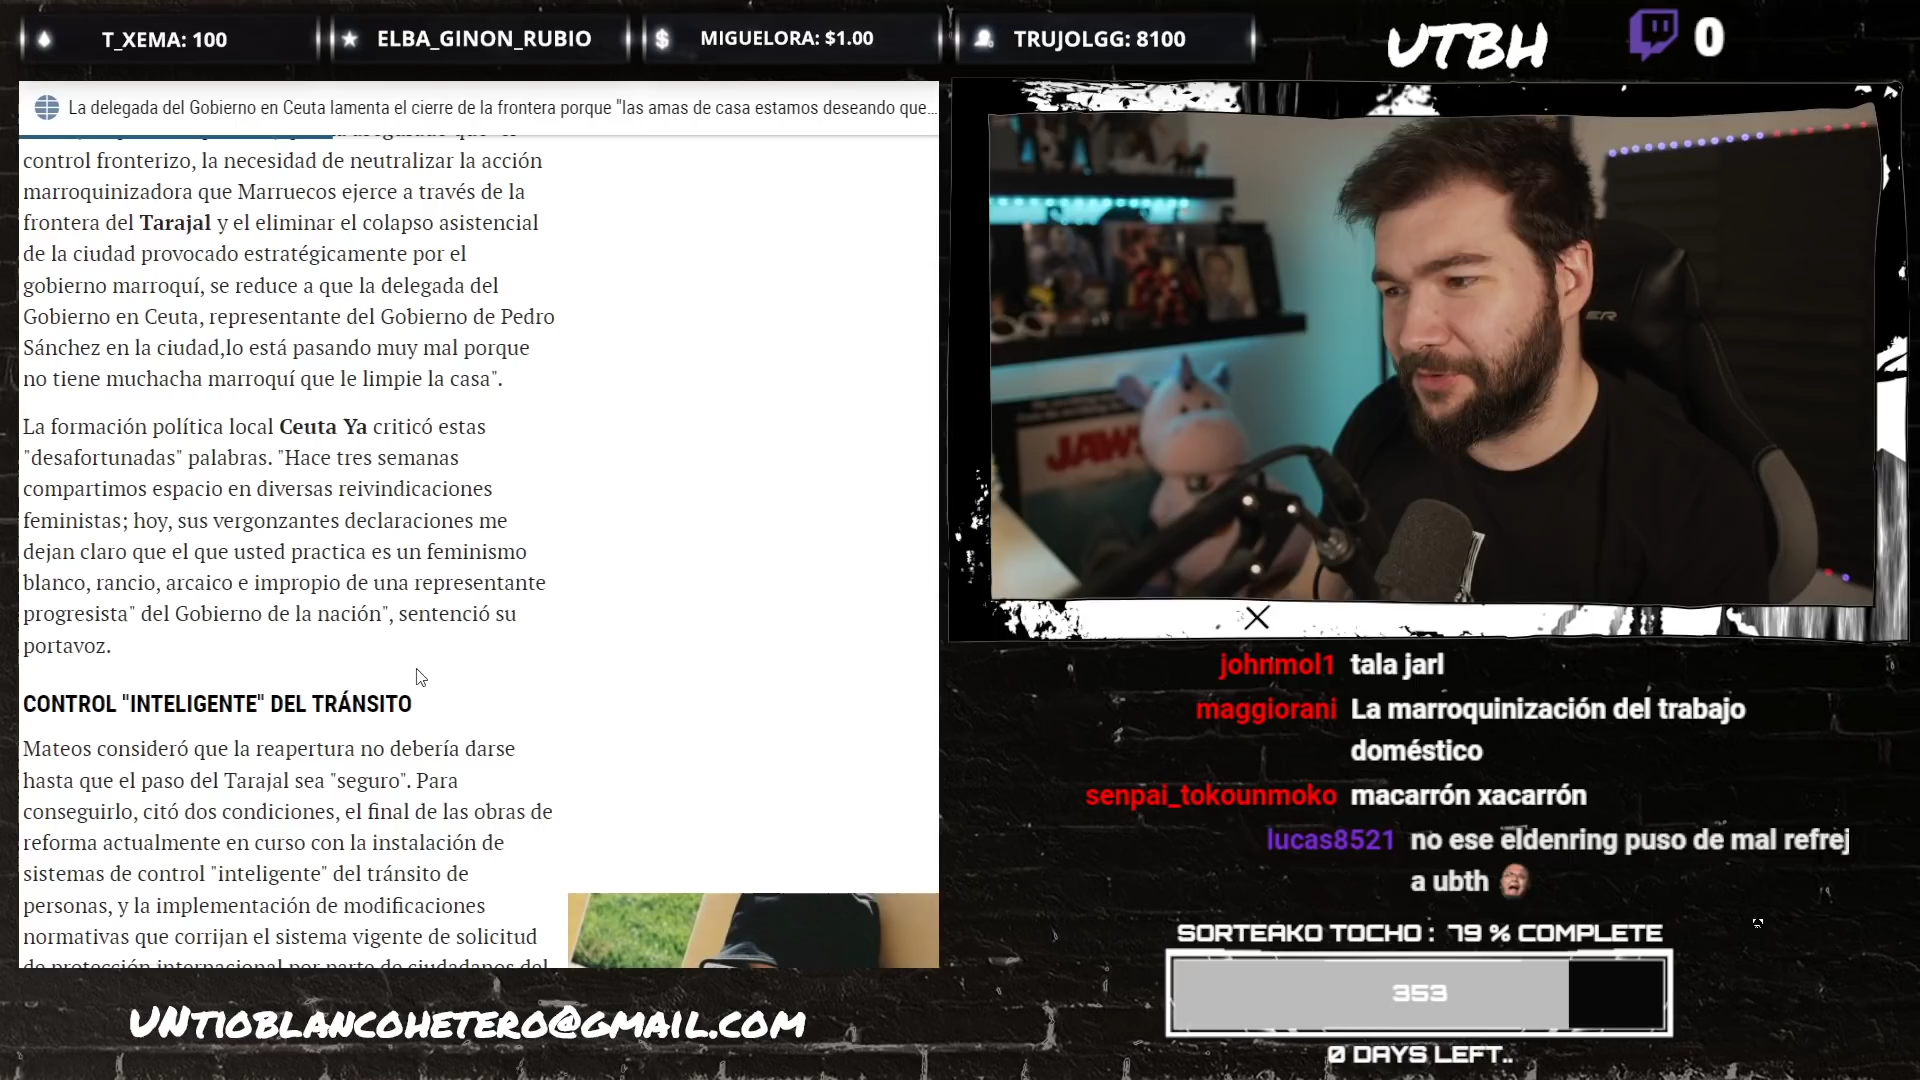 T_XEMA: 100
ELBA_GINON_RUBIO
MIGUELORA: $1.00
TRUJOLGG: 8100
UTBH
0
La delegada del Gobierno en Ceuta lamenta el cierre de la frontera porque "las amas de casa estamos deseando que...
control fronterizo, la necesidad de neutralizar la acción
marroquinizadora que Marruecos ejerce a través de la
frontera del Tarajal y el eliminar el colapso asistencial
de la ciudad provocado estratégicamente por el
gobierno marroquí, se reduce a que la delegada del
Gobierno en Ceuta, representante del Gobierno de Pedro
Sánchez en la ciudad,lo está pasando muy mal porque
no tiene muchacha marroquí que le limpie la casa".
La formación política local Ceuta Ya criticó estas
"desafortunadas" palabras. "Hace tres semanas
compartimos espacio en diversas reivindicaciones
feministas; hoy, sus vergonzantes declaraciones me
dejan claro que el que usted practica es un feminismo
blanco, rancio, arcaico e impropio de una representante
progresista" del Gobierno de la nación", sentenció su
portavoz.
CONTROL "INTELIGENTE" DEL TRÁNSITO
Mateos consideró que la reapertura no debería darse
hasta que el paso del Tarajal sea "seguro". Para
conseguirlo, citó dos condiciones, el final de las obras de
reforma actualmente en curso con la instalación de
sistemas de control "inteligente" del tránsito de
personas, y la implementación de modificaciones
normativas que corrijan el sistema vigente de solicitud
de protección internacional por parte de ciudadanos del
JAWS
johnmol1 tala jarl
maggiorani La marroquinización del trabajo
doméstico
senpai_tokounmoko macarrón xacarrón
lucas8521 no ese eldenring puso de mal refrej
a ubth
SORTEAKO TOCHO : 79 % COMPLETE
353
0 DAYS LEFT..
UNTIOBLANCOHETERO@GMAIL.COM